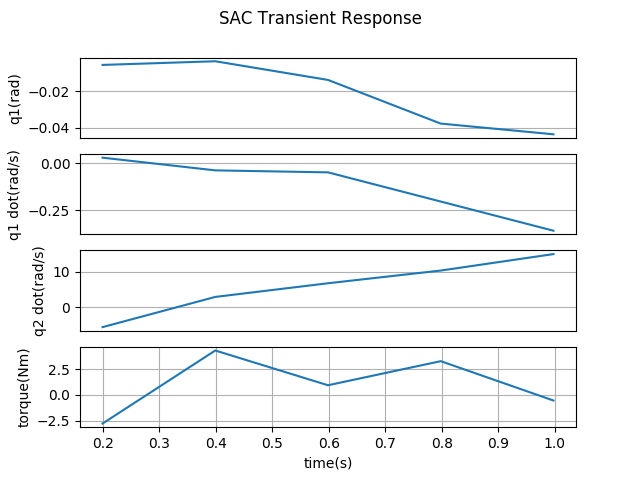 SAC Transient Response
q1(rad)
−0.02
−0.04
q1 dot(rad/s)
0.00
−0.25
q2 dot(rad/s)
10
0
torque(Nm)
2.5
0.0
−2.5
0.2 0.3 0.4 0.5 0.6 0.7 0.8 0.9 1.0
time(s)